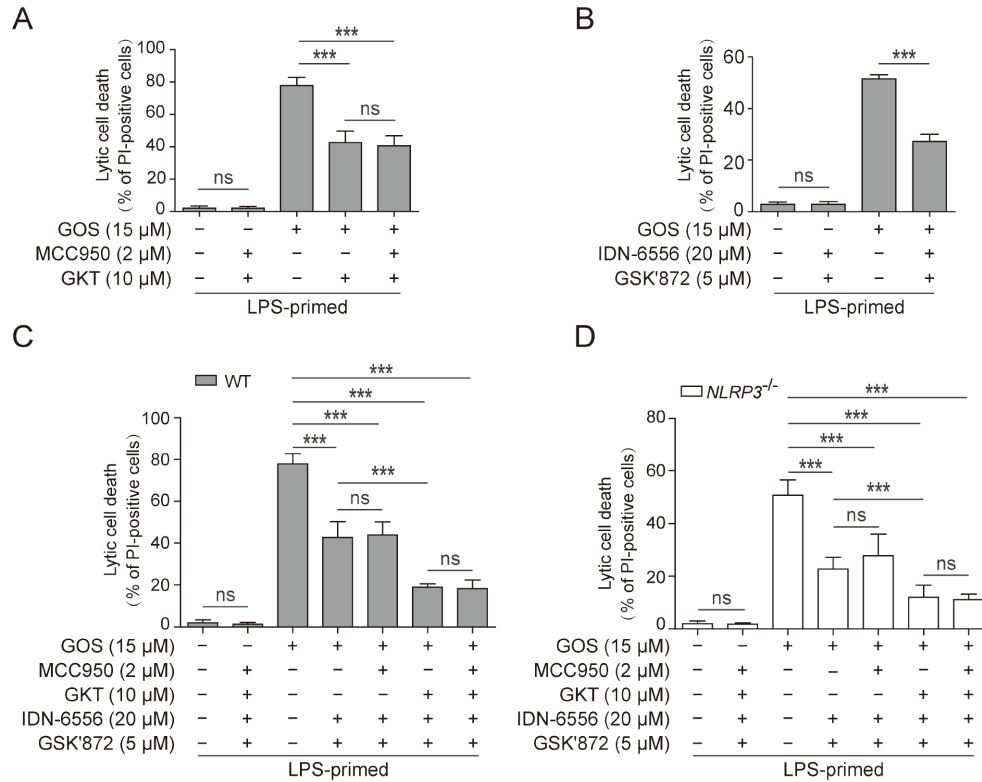 A
Lytic cell death
(% of PI-positive cells)
100
80
60
40
20
0
***
***
ns
ns
GOS (15 μM) – – + + +
MCC950 (2 μM) – + – – +
GKT (10 μM) – + – + +
LPS-primed
B
Lytic cell death
(% of PI-positive cells)
60
40
20
0
***
ns
GOS (15 μM) – – + +
IDN-6556 (20 μM) – + – +
GSK'872 (5 μM) – + – +
LPS-primed
C
WT
Lytic cell death
(% of PI-positive cells)
100
80
60
40
20
0
***
***
***
***
***
ns
ns
ns
GOS (15 μM) – – + + + + +
MCC950 (2 μM) – + – – + – +
GKT (10 μM) – + – – – + +
IDN-6556 (20 μM) – + – + + + +
GSK'872 (5 μM) – + – + + + +
LPS-primed
D
NLRP3-/-
Lytic cell death
(% of PI-positive cells)
80
60
40
20
0
***
***
***
***
***
ns
ns
ns
GOS (15 μM) – – + + + + +
MCC950 (2 μM) – + – – + – +
GKT (10 μM) – + – – – + +
IDN-6556 (20 μM) – + – + + + +
GSK'872 (5 μM) – + – + + + +
LPS-primed